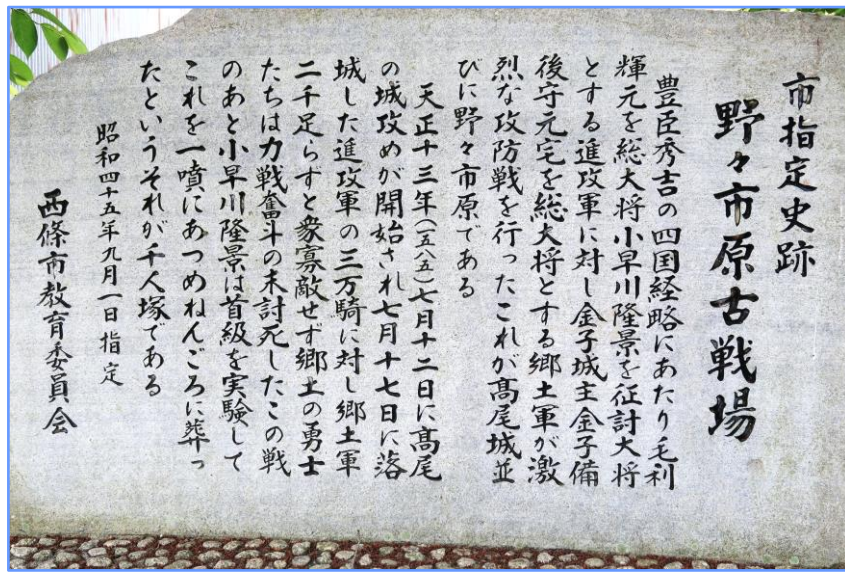 市指定史跡
野々市原古戦場
豊臣秀吉の四国経略にあたり毛利
輝元を総大将小早川隆景を征討大将
とする進攻軍に対し金子城主金子備
後守元宅を総大将とする郷土軍が激
烈な攻防戦を行ったこれが髙尾城並
びに野々市原である
天正十三年(一五八五)七月十二日に髙尾
の城攻めが開始され七月十七日に落
城した進攻軍の三万騎に対し郷土軍
二千足らずと衆寡敵せず郷土の勇士
たちは力戦奮斗の末討死したこの戦
のあと小早川隆景は首級を実験して
これを一墳にあつめねんごろに葬っ
たというそれが千人塚である
昭和四十五年九月一日指定
西條市教育委員会